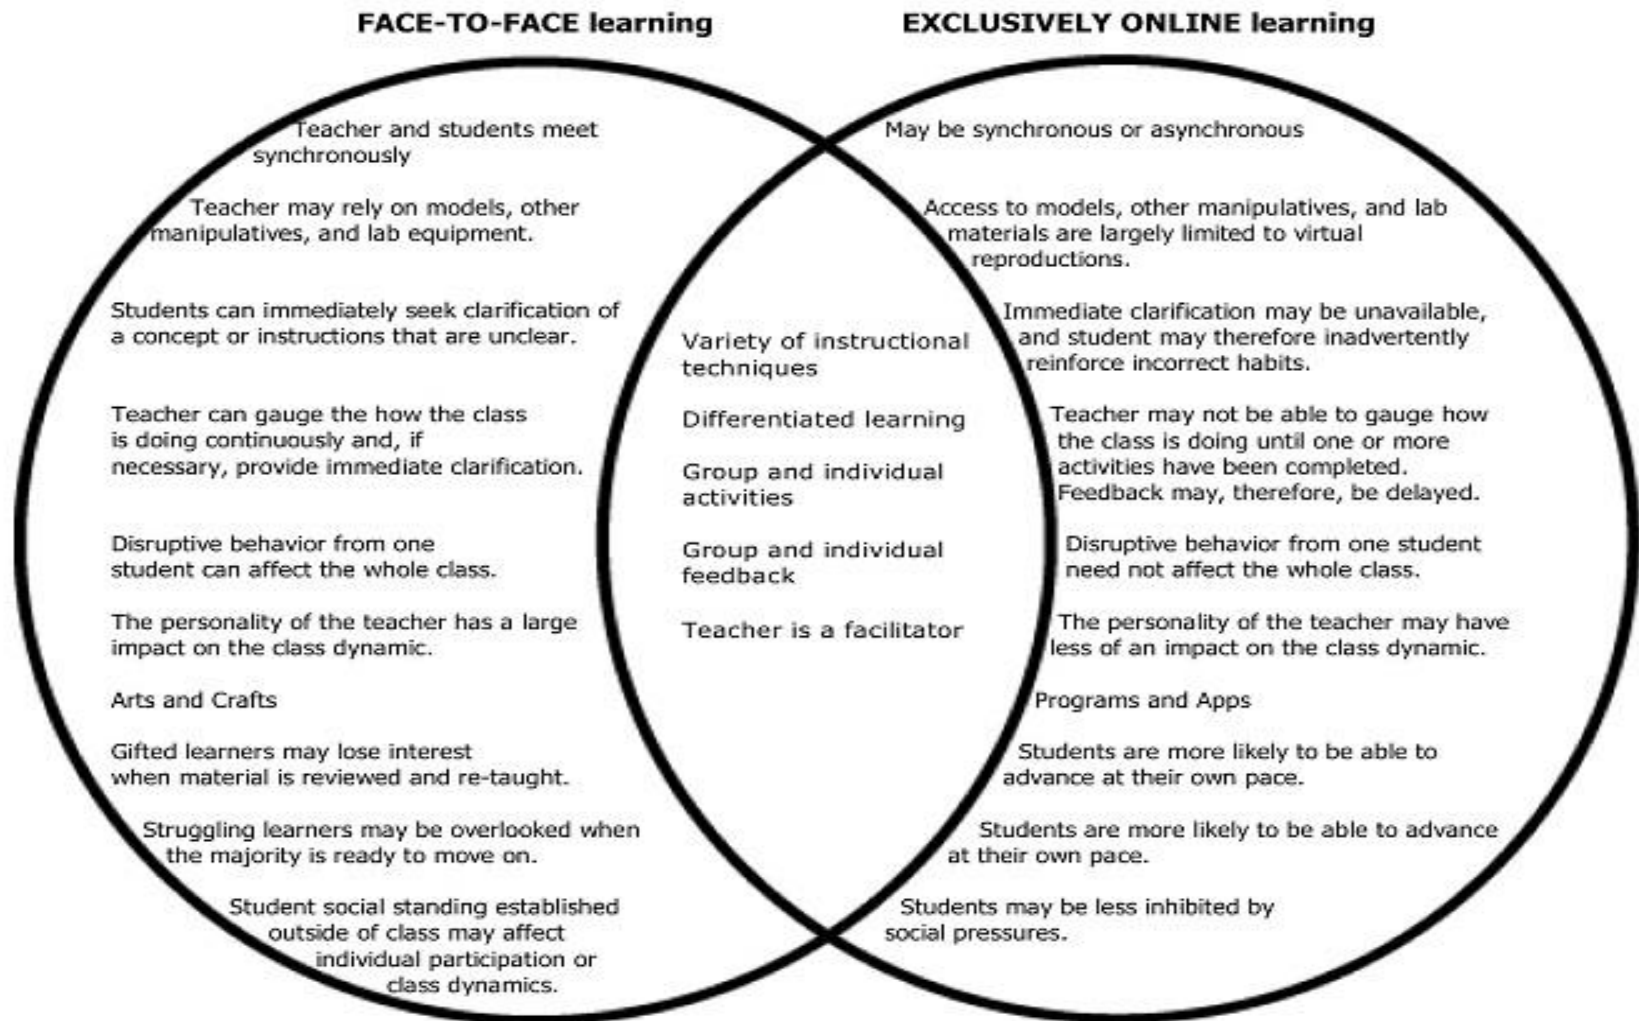 FACE-TO-FACE learning
Teacher and students meet
synchronously
Teacher may rely on models, other
manipulatives, and lab equipment.
Students can immediately seek clarification of
a concept or instructions that are unclear.
Teacher can gauge the how the class
is doing continuously and, if
necessary, provide immediate clarification.
Disruptive behavior from one
student can affect the whole class.
The personality of the teacher has a large
impact on the class dynamic.
Arts and Crafts
Gifted learners may lose interest
when material is reviewed and re-taught.
Struggling learners may be overlooked when
the majority is ready to move on.
Student social standing established
outside of class may affect
individual participation or
class dynamics.
Variety of instructional
techniques
Differentiated learning
Group and individual
activities
Group and individual
feedback
Teacher is a facilitator
EXCLUSIVELY ONLINE learning
May be synchronous or asynchronous
Access to models, other manipulatives, and lab
materials are largely limited to virtual
reproductions.
Immediate clarification may be unavailable,
and student may therefore inadvertently
reinforce incorrect habits.
Teacher may not be able to gauge how
the class is doing until one or more
activities have been completed.
Feedback may, therefore, be delayed.
Disruptive behavior from one student
need not affect the whole class.
The personality of the teacher may have
less of an impact on the class dynamic.
Programs and Apps
Students are more likely to be able to
advance at their own pace.
Students are more likely to be able to advance
at their own pace.
Students may be less inhibited by
social pressures.